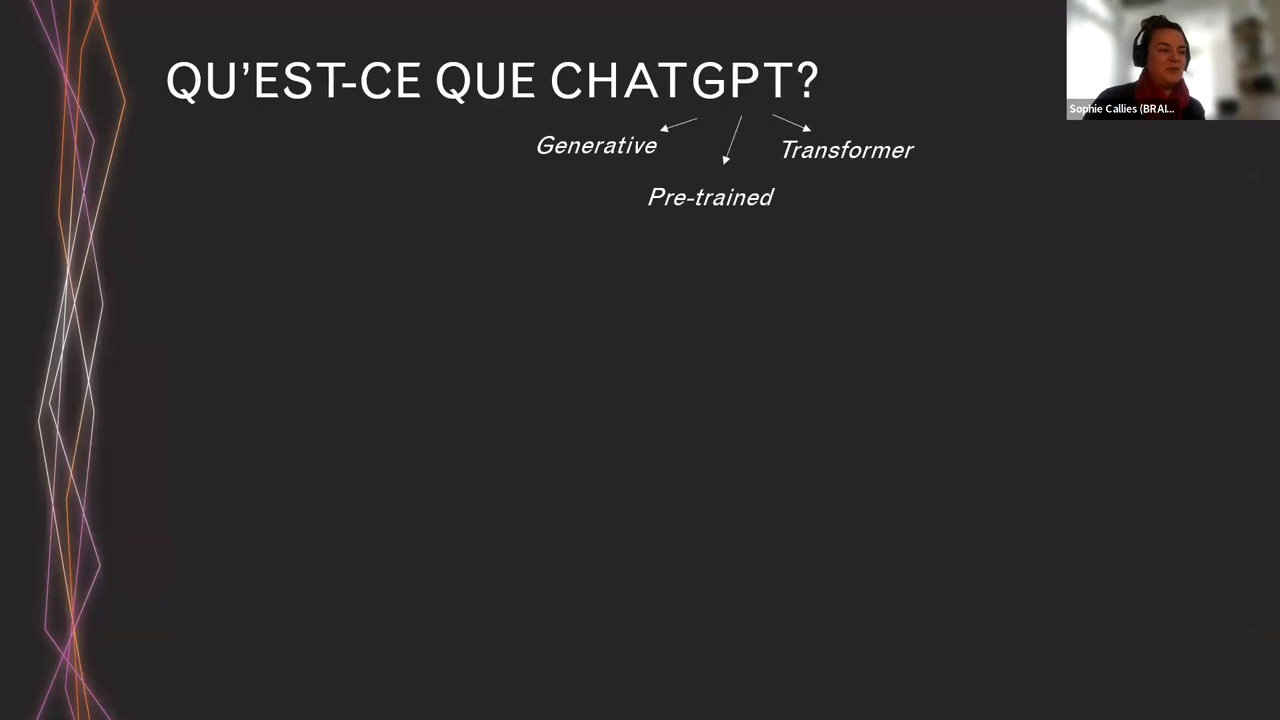 QU’EST-CE QUE CHATGPT?
Generative
Transformer
Pre-trained
Sophie Callies (BRAI...